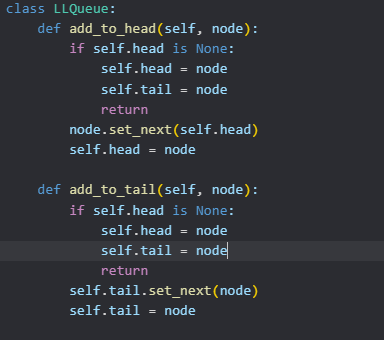 class LLQueue:
    def add_to_head(self, node):
        if self.head is None:
            self.head = node
            self.tail = node
            return
        node.set_next(self.head)
        self.head = node

    def add_to_tail(self, node):
        if self.head is None:
            self.head = node
            self.tail = node
            return
        self.tail.set_next(node)
        self.tail = node